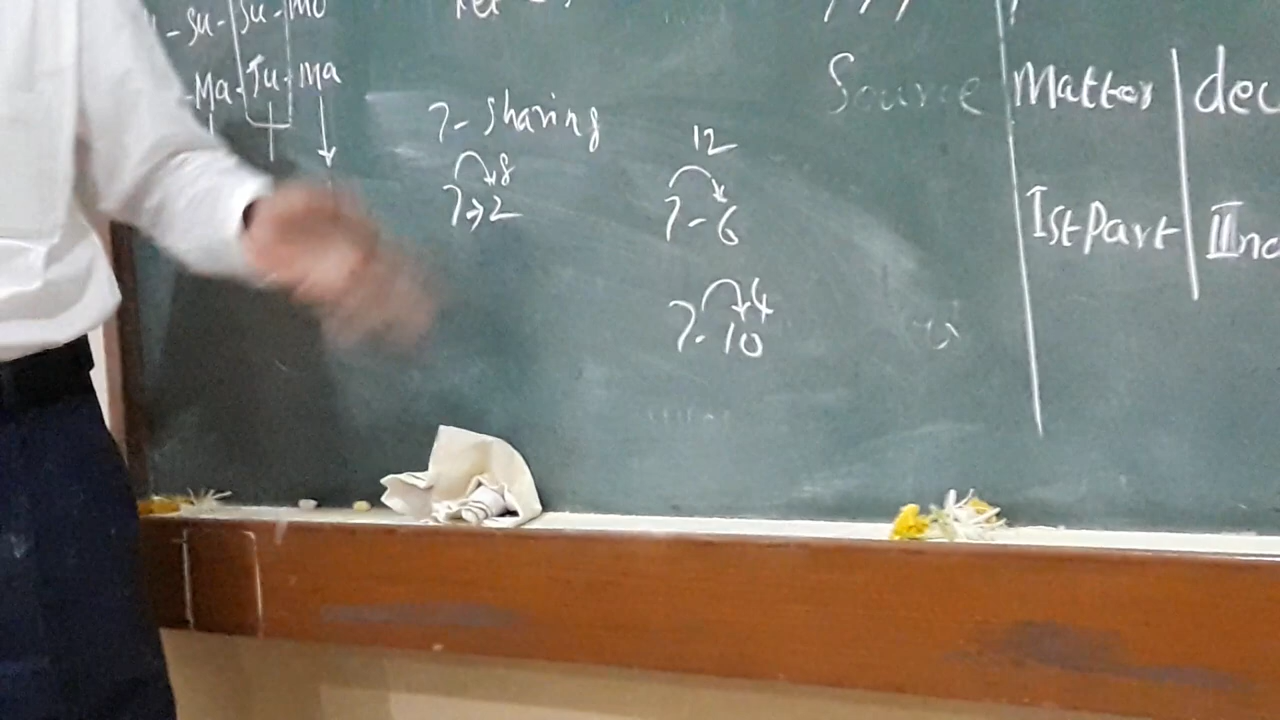 - Su - Su - Mo
- Ma - Ju - Ma
7 - Sharing
8
7 → 2
12
7 - 6
4
7 - 10
Source | Matter |
Ist Part | IInd